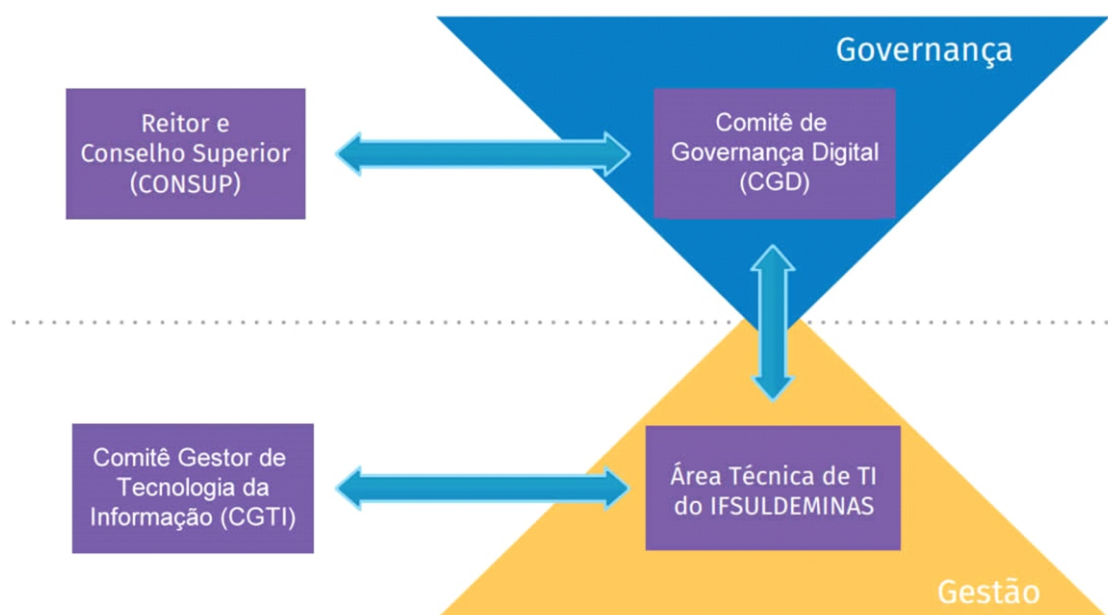 Governança
Reitor e
Conselho Superior
(CONSUP)
Comitê de
Governança Digital
(CGD)
Comitê Gestor de
Tecnologia da
Informação (CGTI)
Área Técnica de TI
do IFSULDEMINAS
Gestão